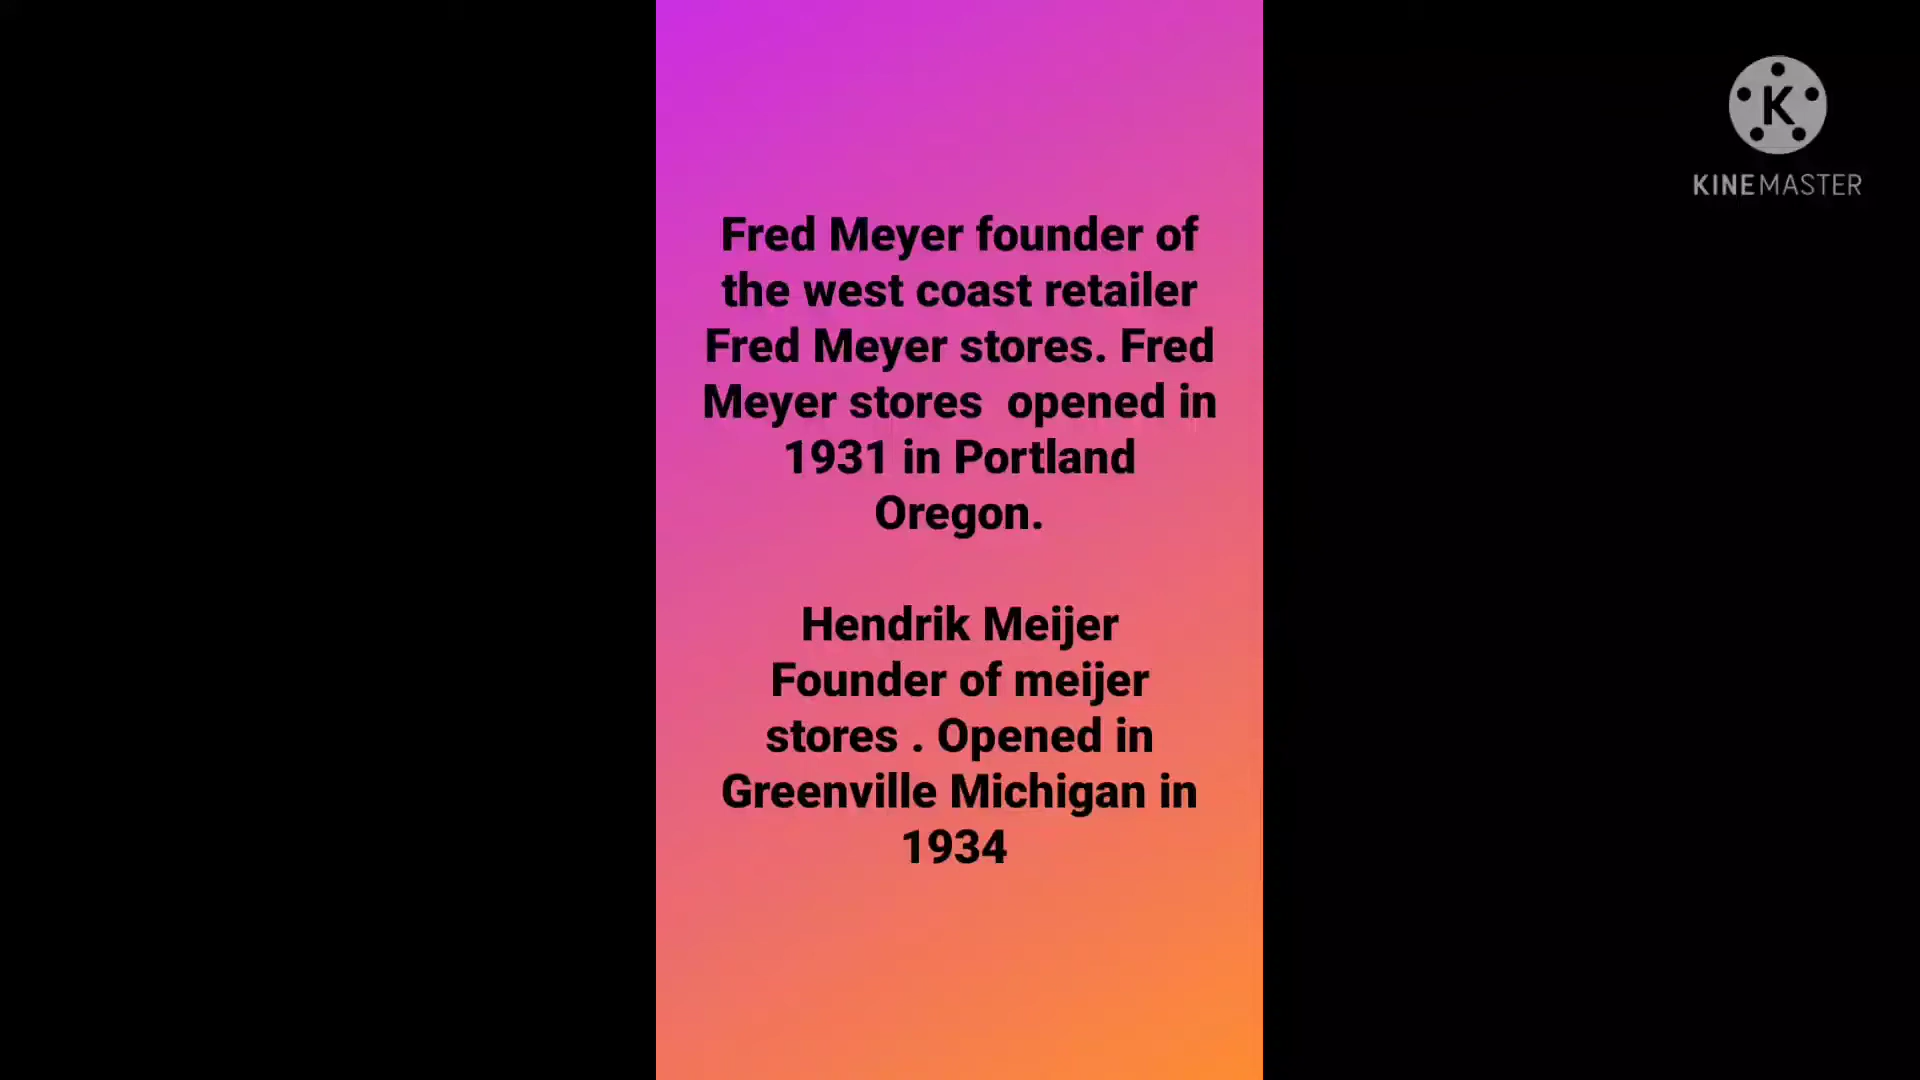 Fred Meyer founder of
the west coast retailer
Fred Meyer stores. Fred
Meyer stores  opened in
1931 in Portland
Oregon.
Hendrik Meijer
Founder of meijer
stores . Opened in
Greenville Michigan in
1934
K
KINEMASTER